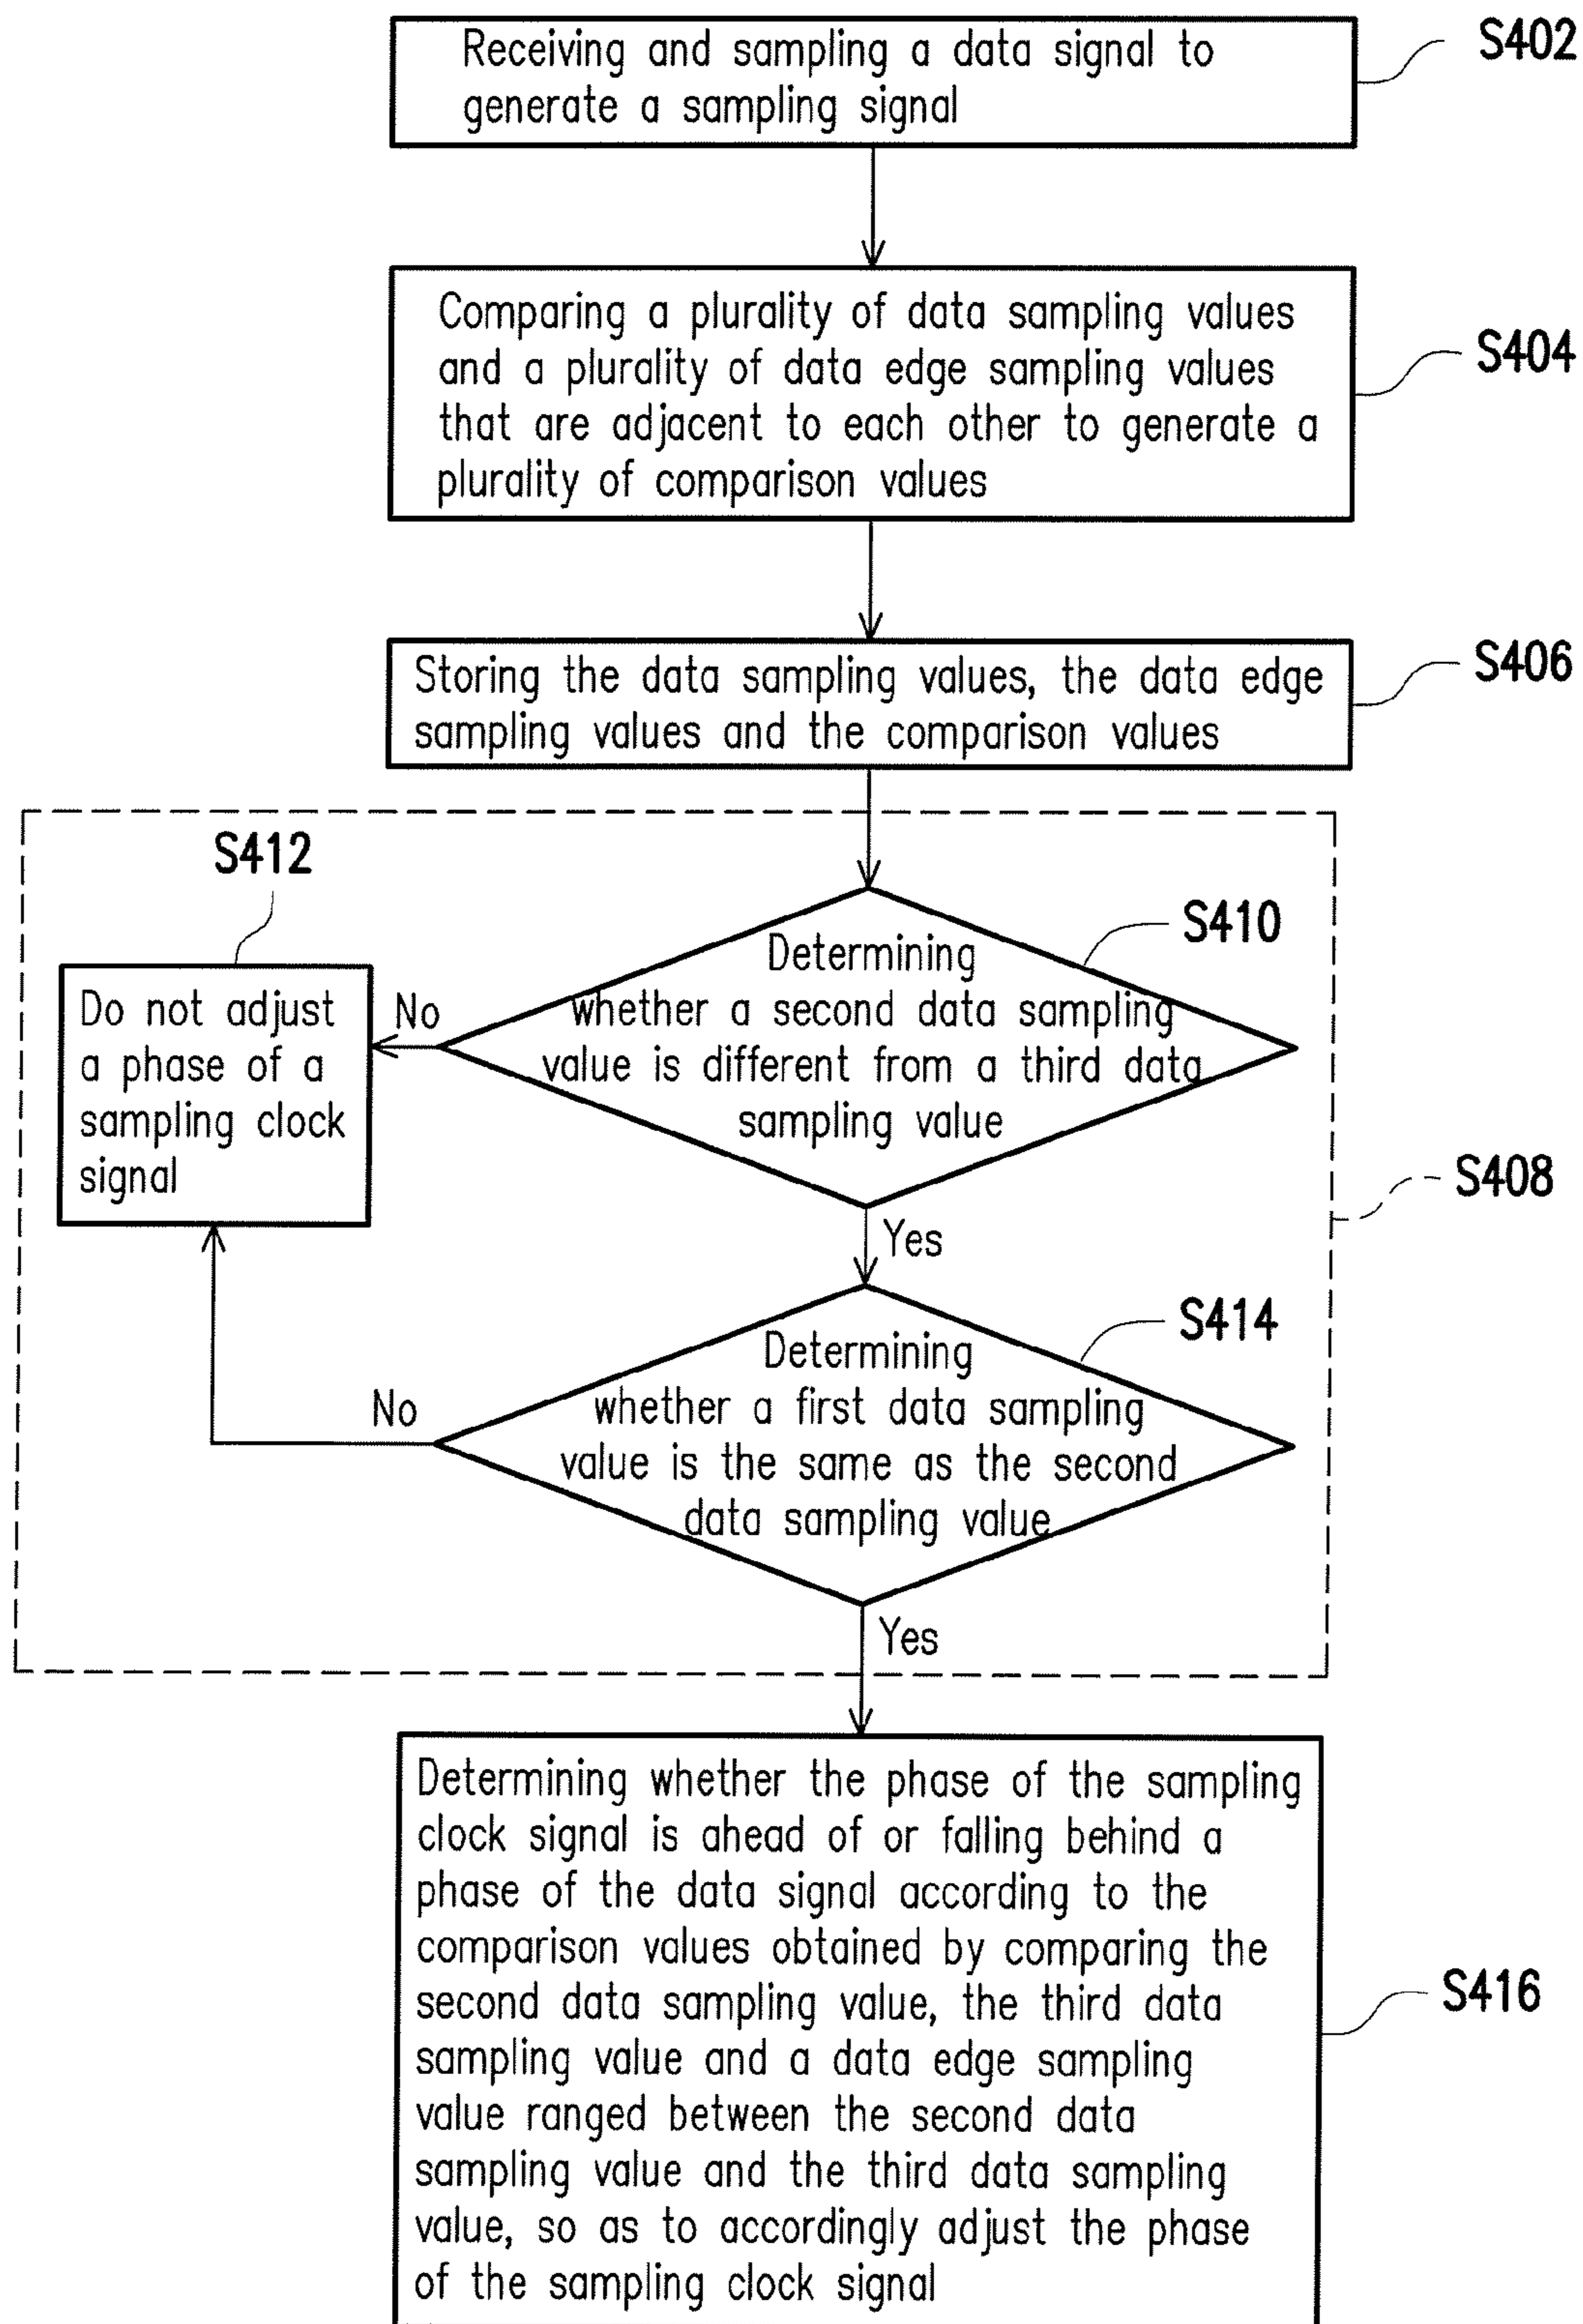 Receiving and sampling a data signal to
generate a sampling signal
S402
Comparing a plurality of data sampling values
and a plurality of data edge sampling values
that are adjacent to each other to generate a
plurality of comparison values
S404
Storing the data sampling values, the data edge
sampling values and the comparison values
S406
S412
Do not adjust
a phase of a
sampling clock
signal
No
S410
Determining
whether a second data sampling
value is different from a third data
sampling value
S408
Yes
S414
Determining
whether a first data sampling
value is the same as the second
data sampling value
No
Yes
Determining whether the phase of the sampling
clock signal is ahead of or falling behind a
phase of the data signal according to the
comparison values obtained by comparing the
second data sampling value, the third data
sampling value and a data edge sampling
value ranged between the second data
sampling value and the third data sampling
value, so as to accordingly adjust the phase
of the sampling clock signal
S416